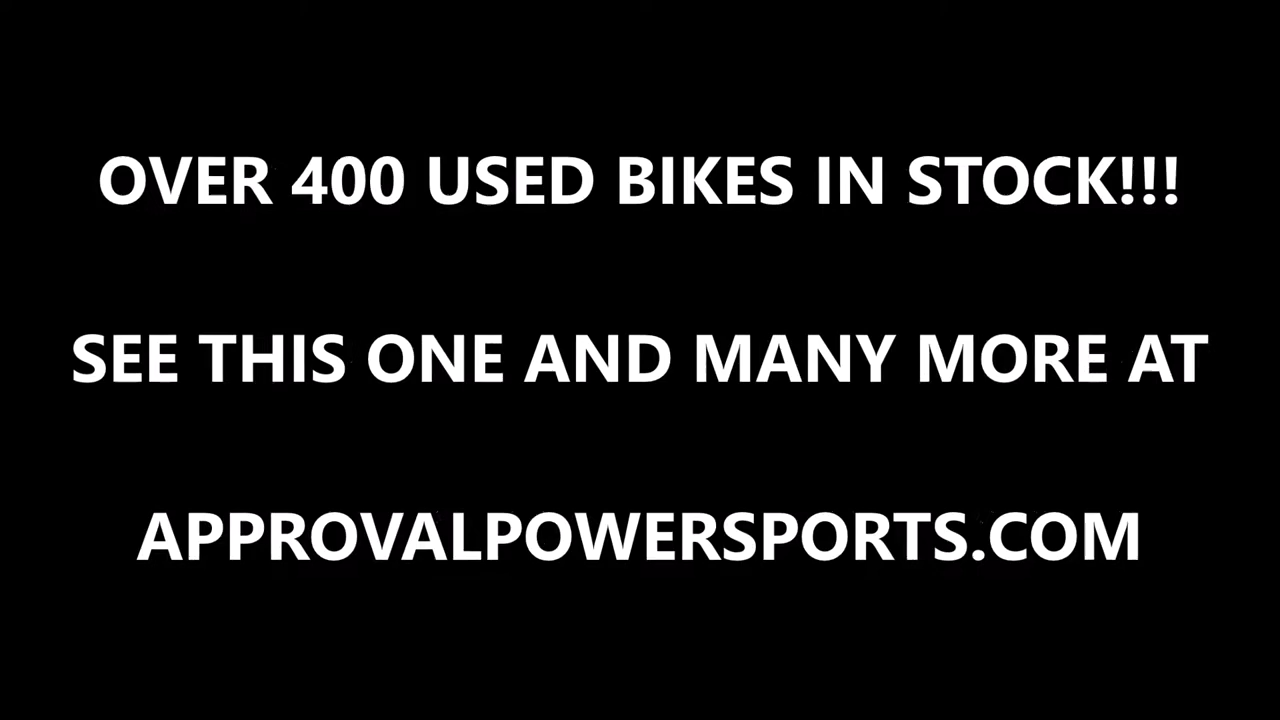 OVER 400 USED BIKES IN STOCK!!!
SEE THIS ONE AND MANY MORE AT
APPROVALPOWERSPORTS.COM